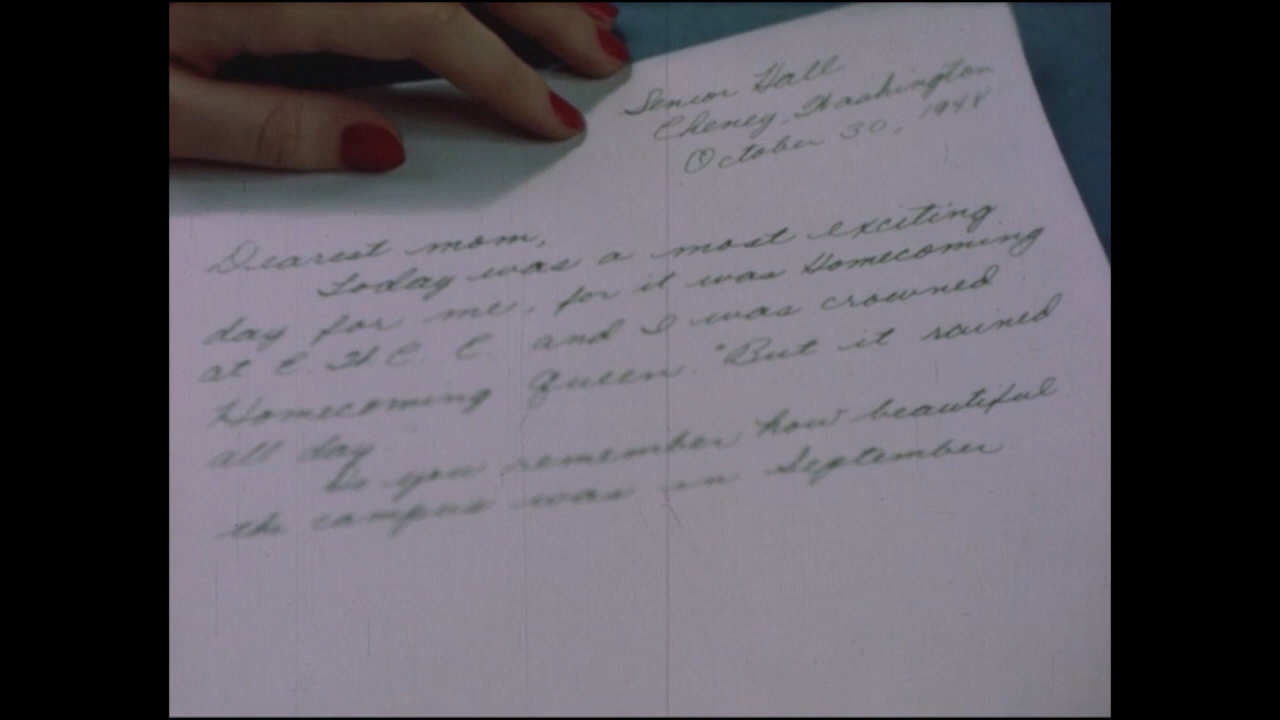 Senior Hall
Cheney, Washington
October 30, 1948
Dearest mom,
Today was a most exciting
day for me, for it was Homecoming
at E. W. C. E. and I was crowned
Homecoming Queen. But it rained
all day.
Do you remember how beautiful
the campus was in September